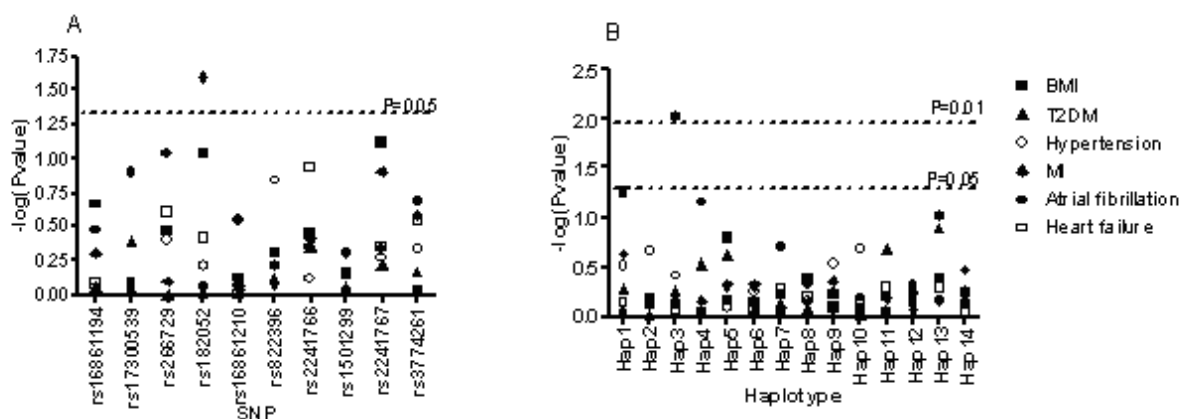 A
1.75
1.50
1.25
1.00
0.75
0.50
0.25
0.00
-log(Pvalue)
P=0.05
rs16861194
rs17300539
rs266729
rs182052
rs16861210
rs822396
rs2241766
rs1501299
rs2241767
rs3774261
SNP
B
2.5
2.0
1.5
1.0
0.5
0.0
-log(Pvalue)
P=0.01
P=0.05
Hap1
Hap2
Hap3
Hap4
Hap5
Hap6
Hap7
Hap8
Hap9
Hap10
Hap11
Hap12
Hap13
Hap14
Haplotype
BMI
T2DM
Hypertension
MI
Atrial fibrillation
Heart failure